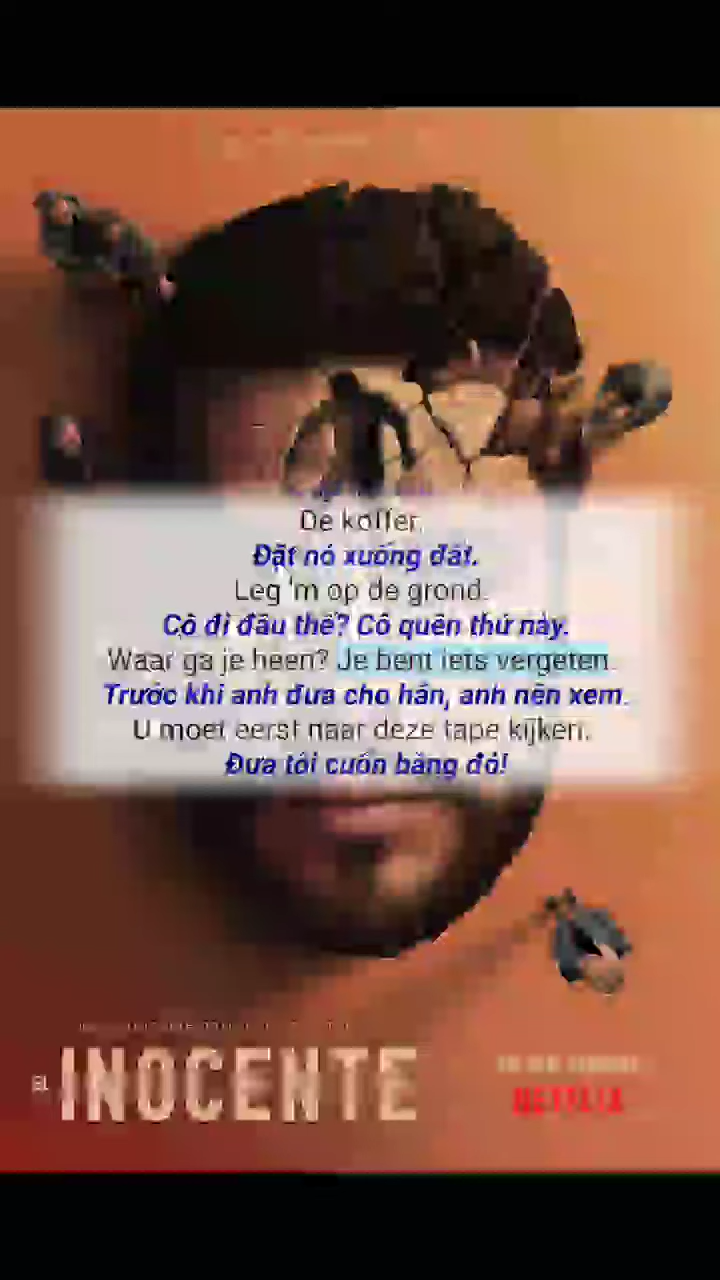 De koffer.
Đặt nó xuống đất.
Leg 'm op de grond.
Cô đi đâu thế? Cô quên thứ này.
Waar ga je heen? Je bent iets vergeten.
Trước khi anh đưa cho hắn, anh nên xem.
U moet eerst naar deze tape kijken.
Đưa tôi cuốn băng đó!
EL INOCENTE
NETFLIX